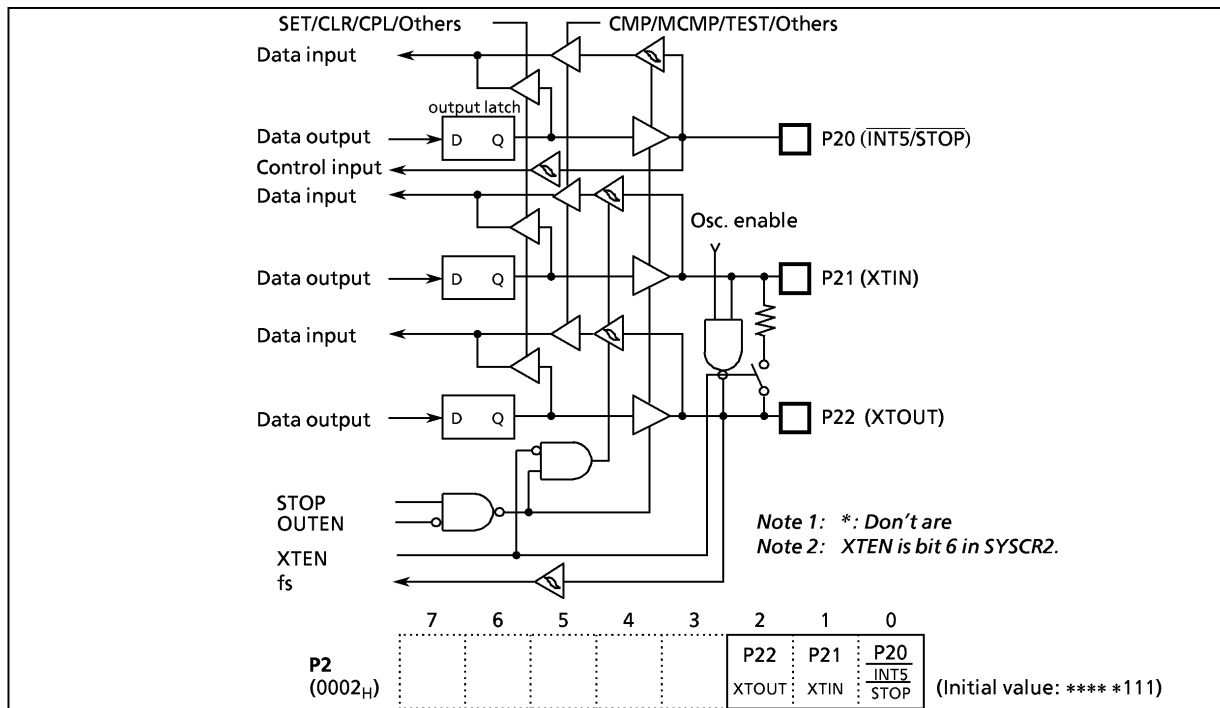 SET/CLR/CPL/Others CMP/MCMP/TEST/Others
Data input
output latch
Data output D Q P20 (INT5/STOP)
Control input
Data input
Osc. enable
Data output D Q P21 (XTIN)
Data input
Data output D Q P22 (XTOUT)
STOP
OUTEN
Note 1: *: Don't are
XTEN
Note 2: XTEN is bit 6 in SYSCR2.
fs
7 6 5 4 3 2 1 0
P2
(0002H)
P22 P21 P20
XTOUT XTIN INT5
STOP
(Initial value: **** *111)